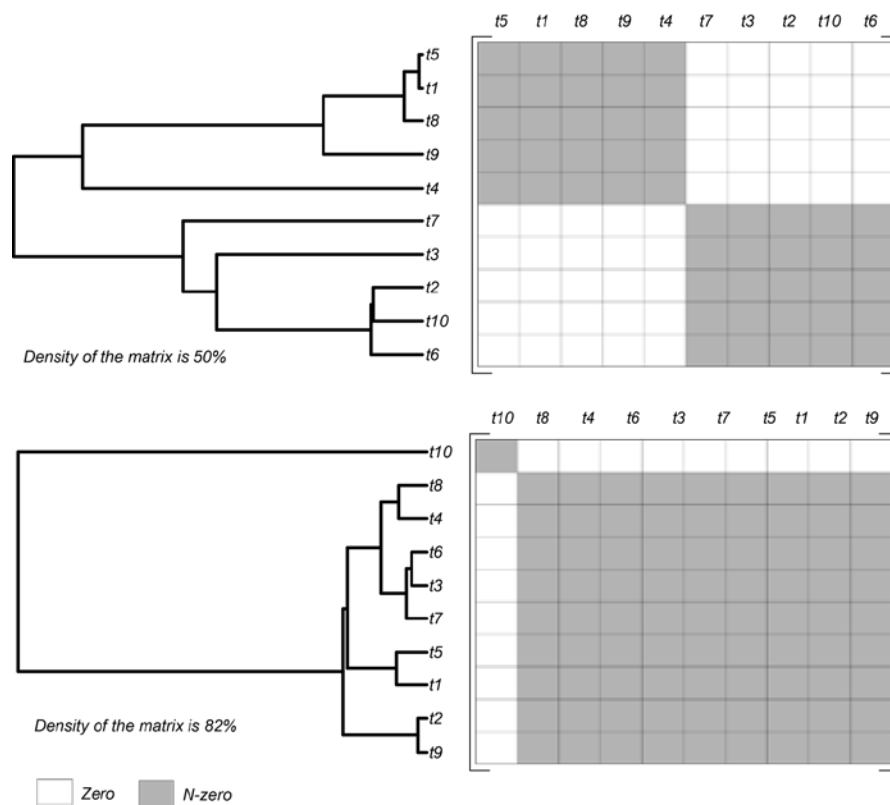 t5 t1 t8 t9 t4 t7 t3 t2 t10 t6
t5
t1
t8
t9
t4
t7
t3
t2
t10
t6
Density of the matrix is 50%
t10 t8 t4 t6 t3 t7 t5 t1 t2 t9
t10
t8
t4
t6
t3
t7
t5
t1
t2
t9
Density of the matrix is 82%
Zero N-zero